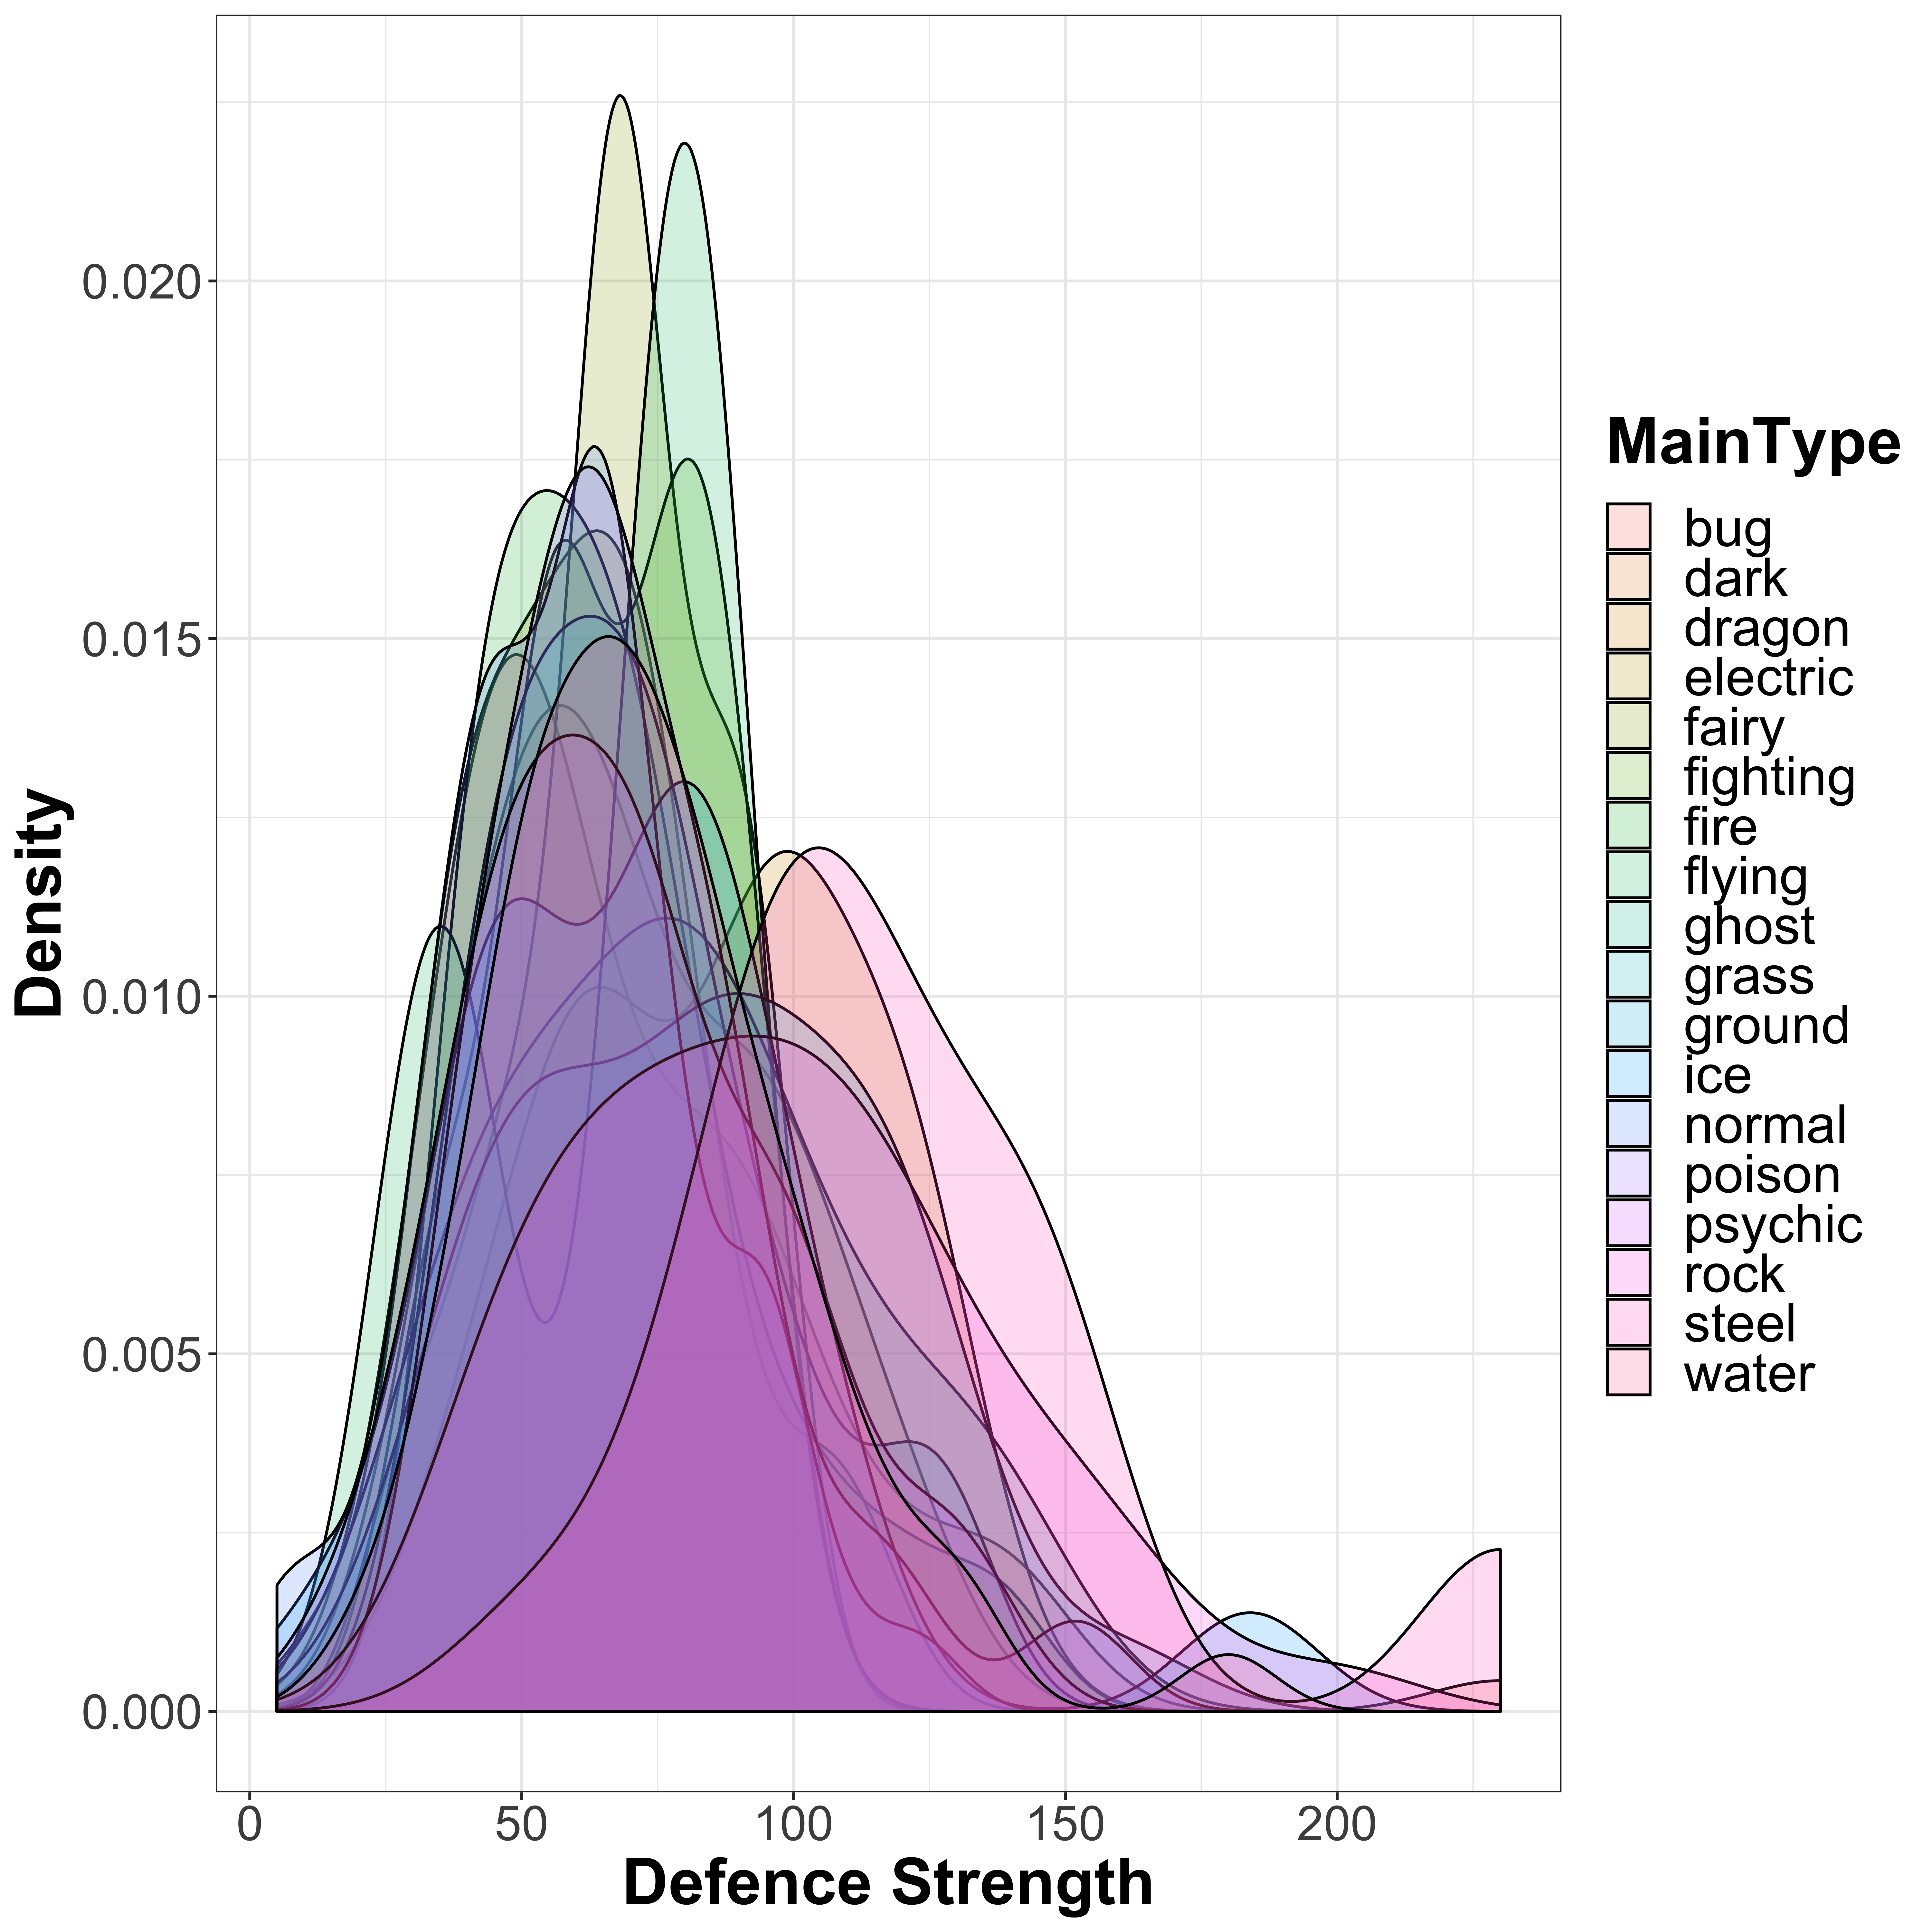 Density
0.020
0.015
0.010
0.005
0.000
0 50 100 150 200
Defence Strength
MainType
bug
dark
dragon
electric
fairy
fighting
fire
flying
ghost
grass
ground
ice
normal
poison
psychic
rock
steel
water